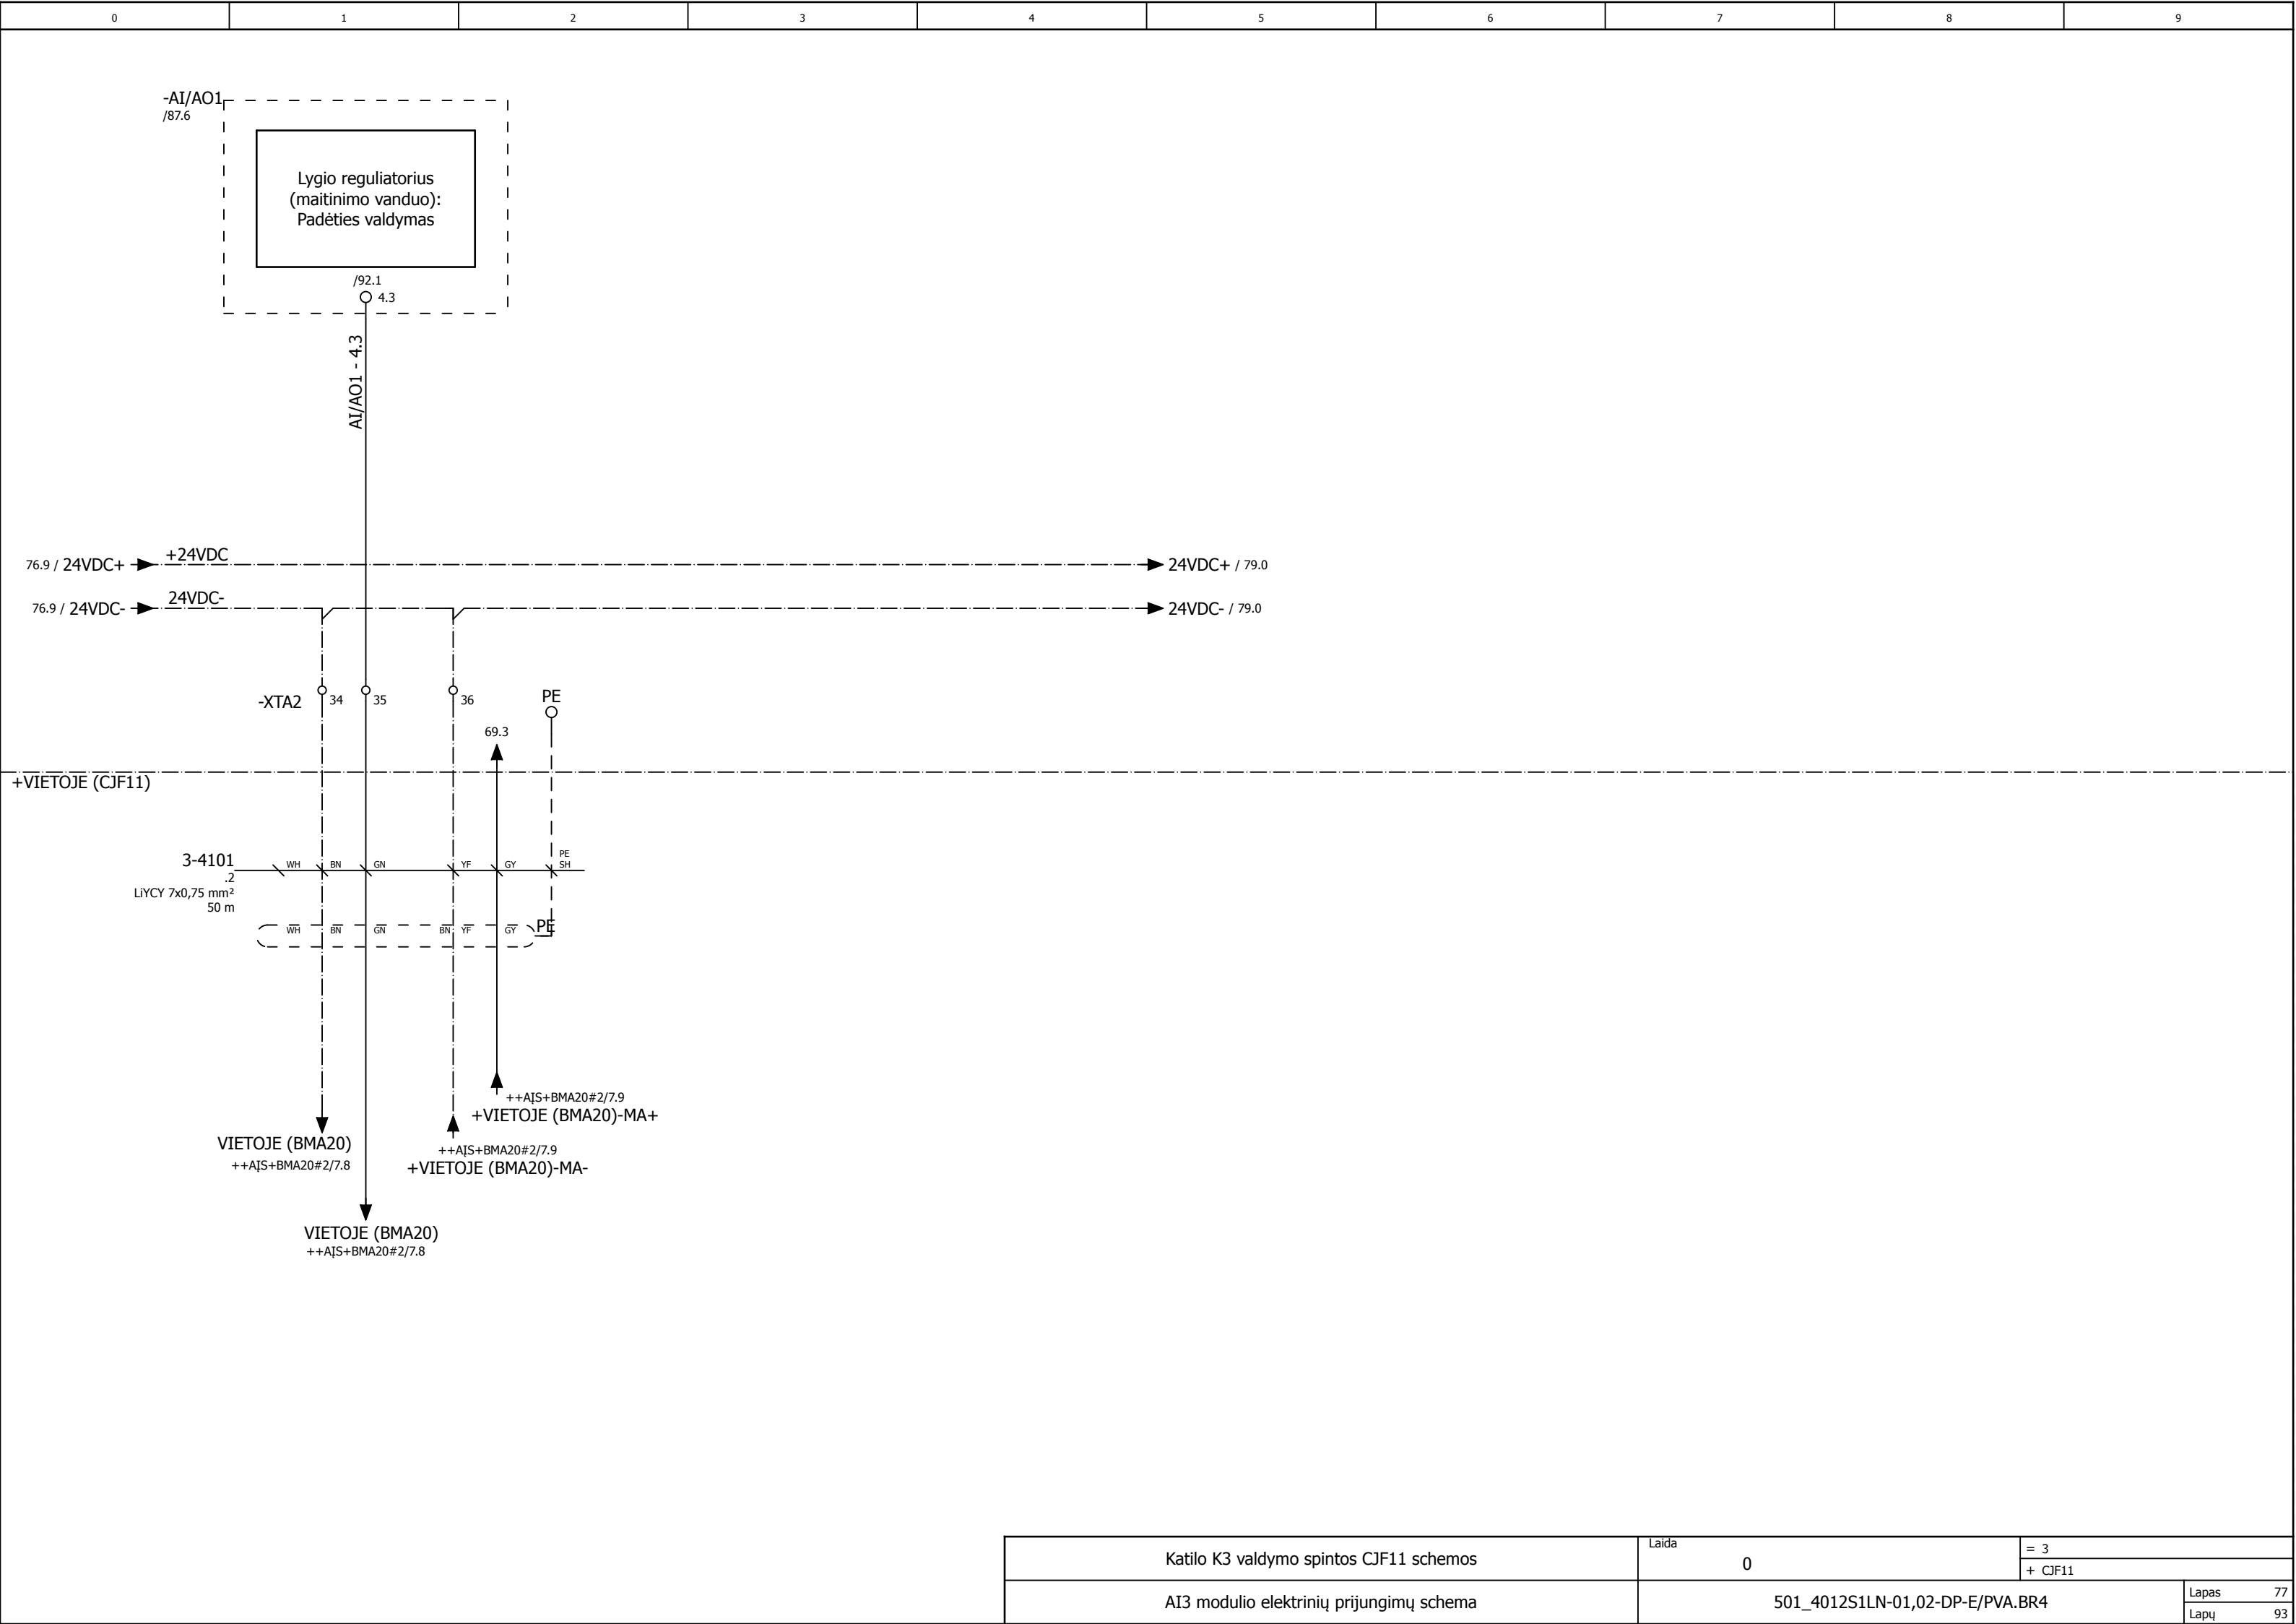 0 1 2 3 4 5 6 7 8 9
-AI/AO1
/87.6
Lygio reguliatorius
(maitinimo vanduo):
Padėties valdymas
/92.1
4.3
AI/AO1 - 4.3
+24VDC
76.9 / 24VDC+
24VDC+ / 79.0
24VDC-
76.9 / 24VDC-
24VDC- / 79.0
-XTA2 34 35 36 PE
69.3
+VIETOJE (CJF11)
PE
3-4101 WH BN GN YF GY SH
.2
LiYCY 7x0,75 mm²
50 m
WH BN GN BN YF GY PE
++AĮS+BMA20#2/7.9
+VIETOJE (BMA20)-MA+
VIETOJE (BMA20)
++AĮS+BMA20#2/7.8
++AĮS+BMA20#2/7.9
+VIETOJE (BMA20)-MA-
VIETOJE (BMA20)
++AĮS+BMA20#2/7.8
Katilo K3 valdymo spintos CJF11 schemos
Laida
0
= 3
+ CJF11
AI3 modulio elektrinių prijungimų schema
501_4012S1LN-01,02-DP-E/PVA.BR4
Lapas 77
Lapų 93